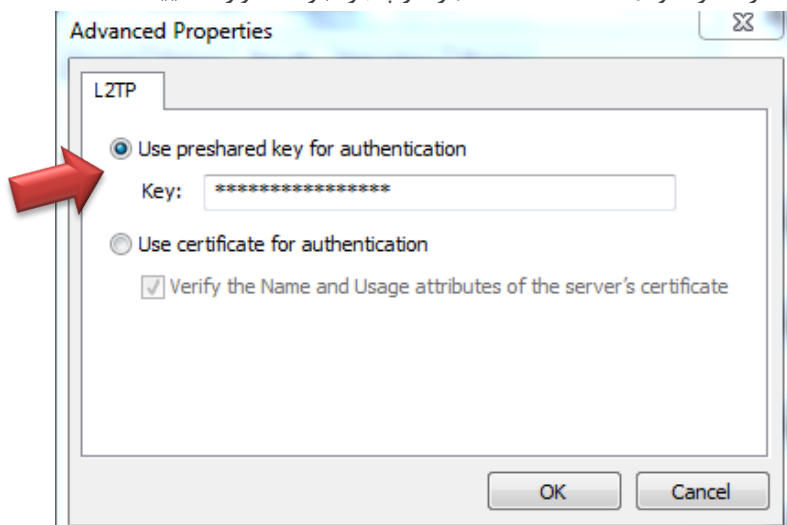 Advanced Properties
L2TP
Use preshared key for authentication
Key: ****************
Use certificate for authentication
Verify the Name and Usage attributes of the server's certificate
OK Cancel